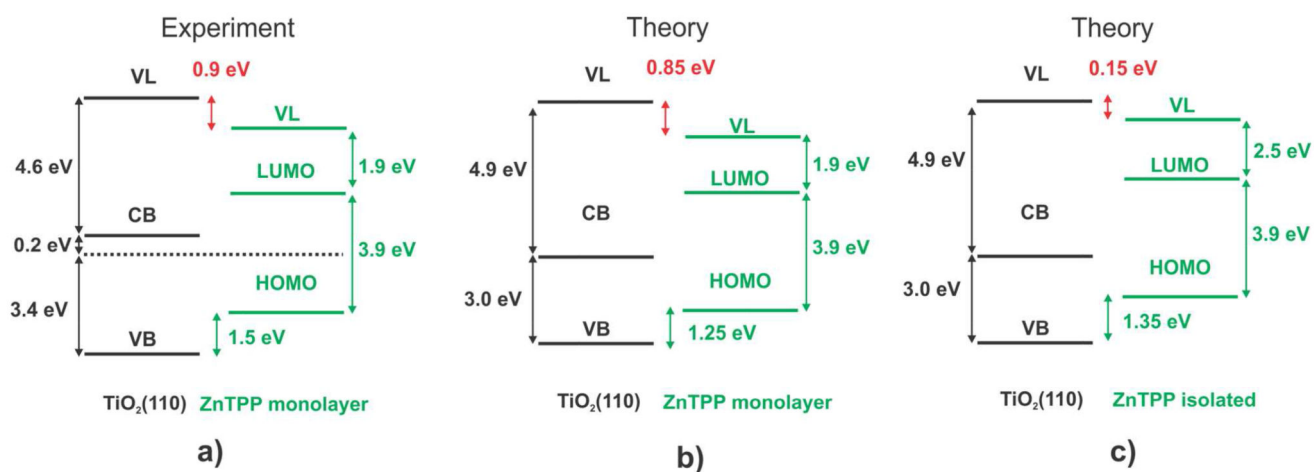 Experiment
VL
0.9 eV
VL
4.6 eV
1.9 eV
LUMO
CB
0.2 eV
3.9 eV
HOMO
3.4 eV
1.5 eV
VB
TiO2(110)
ZnTPP monolayer
a)
Theory
VL
0.85 eV
VL
4.9 eV
1.9 eV
LUMO
CB
3.9 eV
HOMO
3.0 eV
1.25 eV
VB
TiO2(110)
ZnTPP monolayer
b)
Theory
VL
0.15 eV
VL
4.9 eV
2.5 eV
LUMO
CB
3.9 eV
HOMO
3.0 eV
1.35 eV
VB
TiO2(110)
ZnTPP isolated
c)